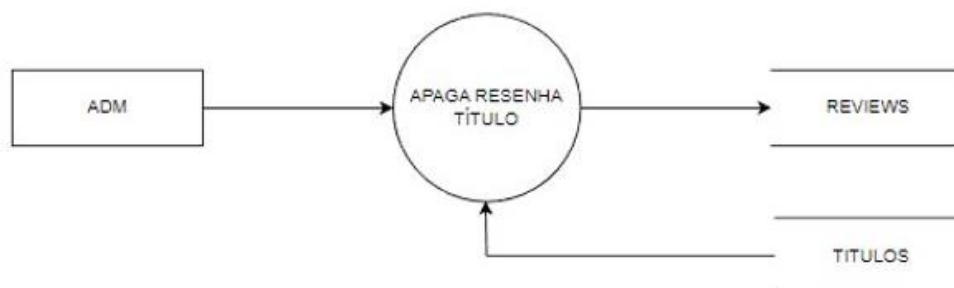 ADM
APAGA RESENHA
TÍTULO
REVIEWS
TITULOS